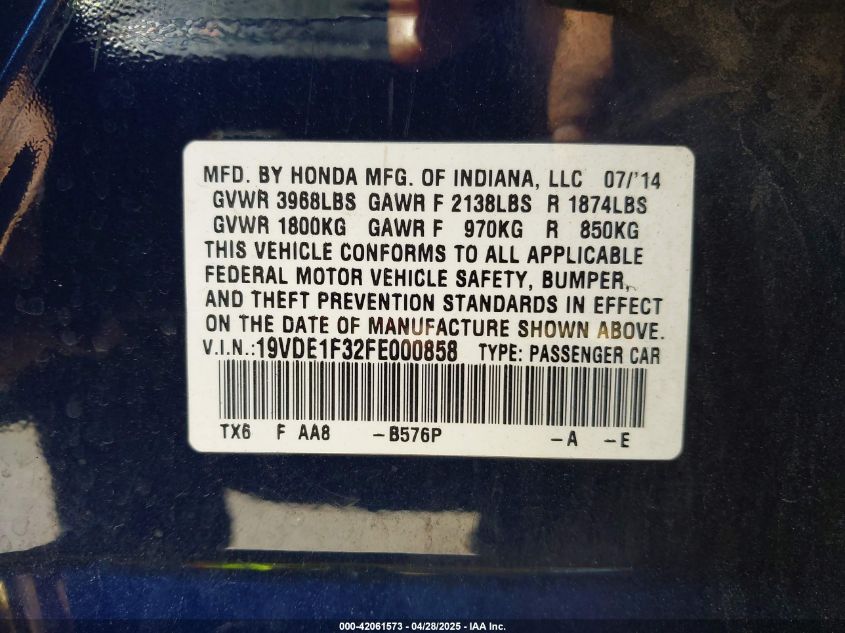 MFD. BY HONDA MFG. OF INDIANA, LLC 07/'14
GVWR 3968LBS GAWR F 2138LBS R 1874LBS
GVWR 1800KG GAWR F 970KG R 850KG
THIS VEHICLE CONFORMS TO ALL APPLICABLE
FEDERAL MOTOR VEHICLE SAFETY, BUMPER,
AND THEFT PREVENTION STANDARDS IN EFFECT
ON THE DATE OF MANUFACTURE SHOWN ABOVE.
V.I.N.:19VDE1F32FE000858 TYPE: PASSENGER CAR
TX6 F AA8 -B576P -A -E
000-42061573 - 04/28/2025 - IAA Inc.